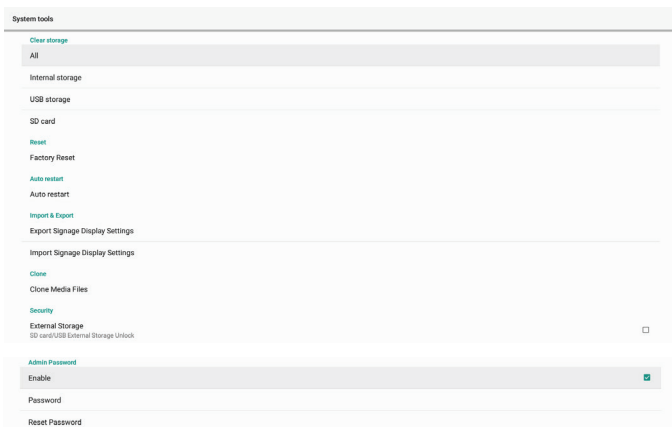 System tools
Clear storage
All
Internal storage
USB storage
SD card
Reset
Factory Reset
Auto restart
Auto restart
Import & Export
Export Signage Display Settings
Import Signage Display Settings
Clone
Clone Media Files
Security
External Storage
SD card/USB External Storage Unlock
Admin Password
Enable
Password
Reset Password